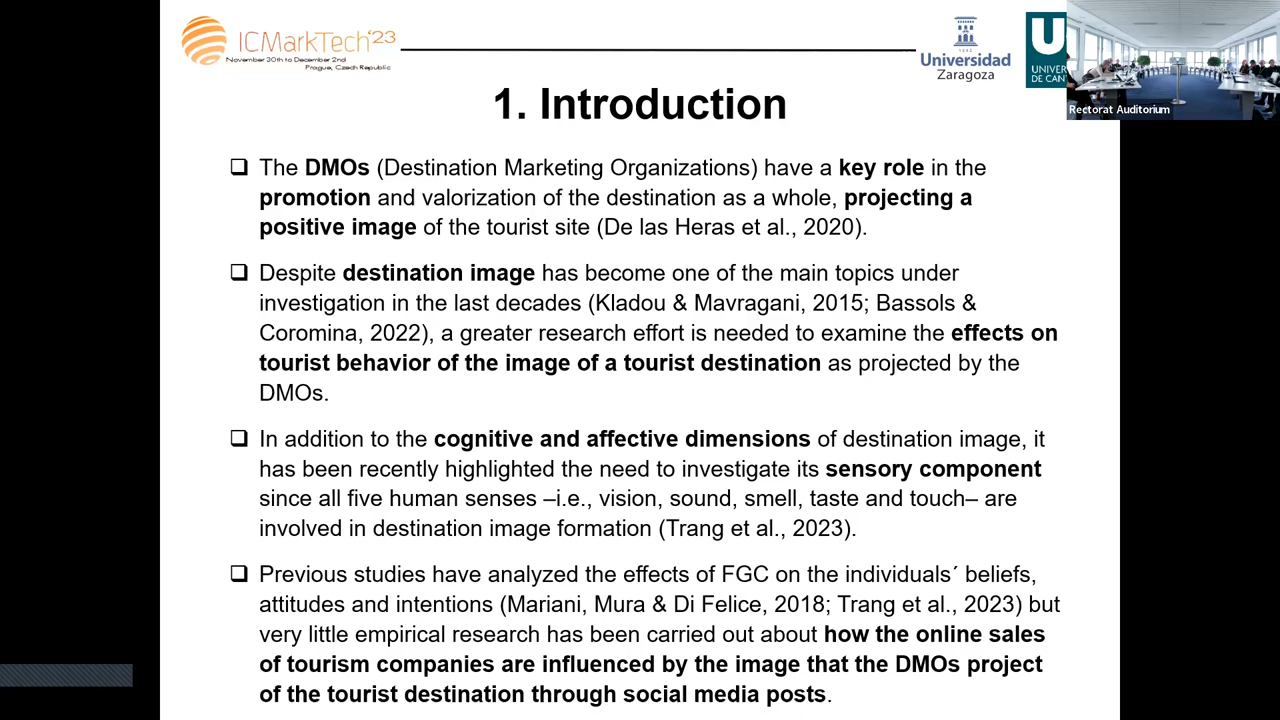 ICMarkTech'23
November 30th to December 2nd
Prague, Czech Republic
1542
Universidad
Zaragoza
U
UNIVER
DE CAN
Rectorat Auditorium
1. Introduction
❑ The DMOs (Destination Marketing Organizations) have a key role in the
promotion and valorization of the destination as a whole, projecting a
positive image of the tourist site (De las Heras et al., 2020).
❑ Despite destination image has become one of the main topics under
investigation in the last decades (Kladou & Mavragani, 2015; Bassols &
Coromina, 2022), a greater research effort is needed to examine the effects on
tourist behavior of the image of a tourist destination as projected by the
DMOs.
❑ In addition to the cognitive and affective dimensions of destination image, it
has been recently highlighted the need to investigate its sensory component
since all five human senses –i.e., vision, sound, smell, taste and touch– are
involved in destination image formation (Trang et al., 2023).
❑ Previous studies have analyzed the effects of FGC on the individuals´ beliefs,
attitudes and intentions (Mariani, Mura & Di Felice, 2018; Trang et al., 2023) but
very little empirical research has been carried out about how the online sales
of tourism companies are influenced by the image that the DMOs project
of the tourist destination through social media posts.